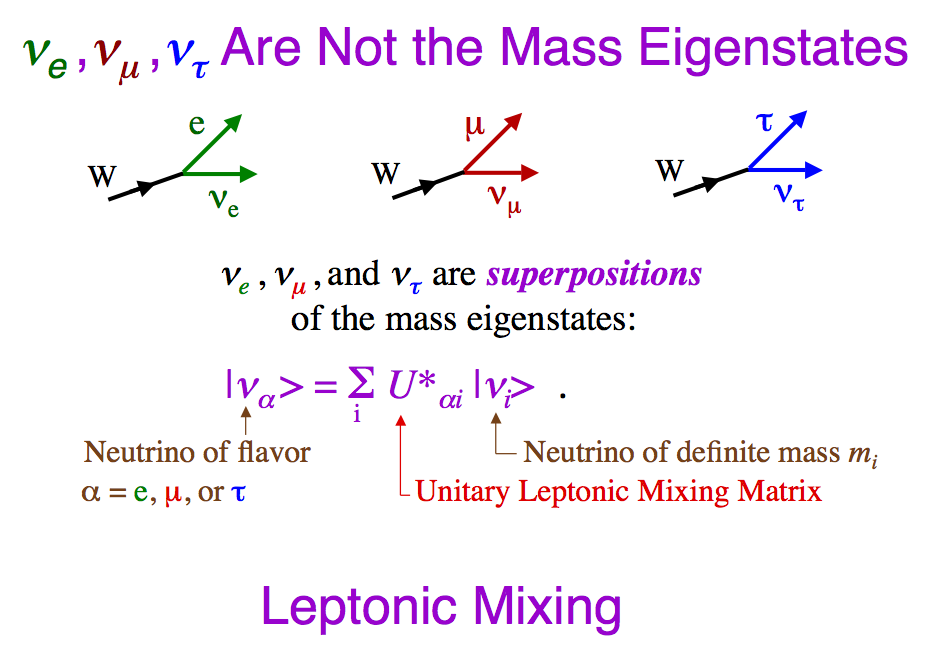 νe , νμ , ντ Are Not the Mass Eigenstates
e μ τ
W W W
νe νμ ντ
νe , νμ , and ντ are superpositions
of the mass eigenstates:
|να> = Σ U*αi |νi> .
i
Neutrino of flavor Neutrino of definite mass mi
α = e, μ, or τ Unitary Leptonic Mixing Matrix
Leptonic Mixing